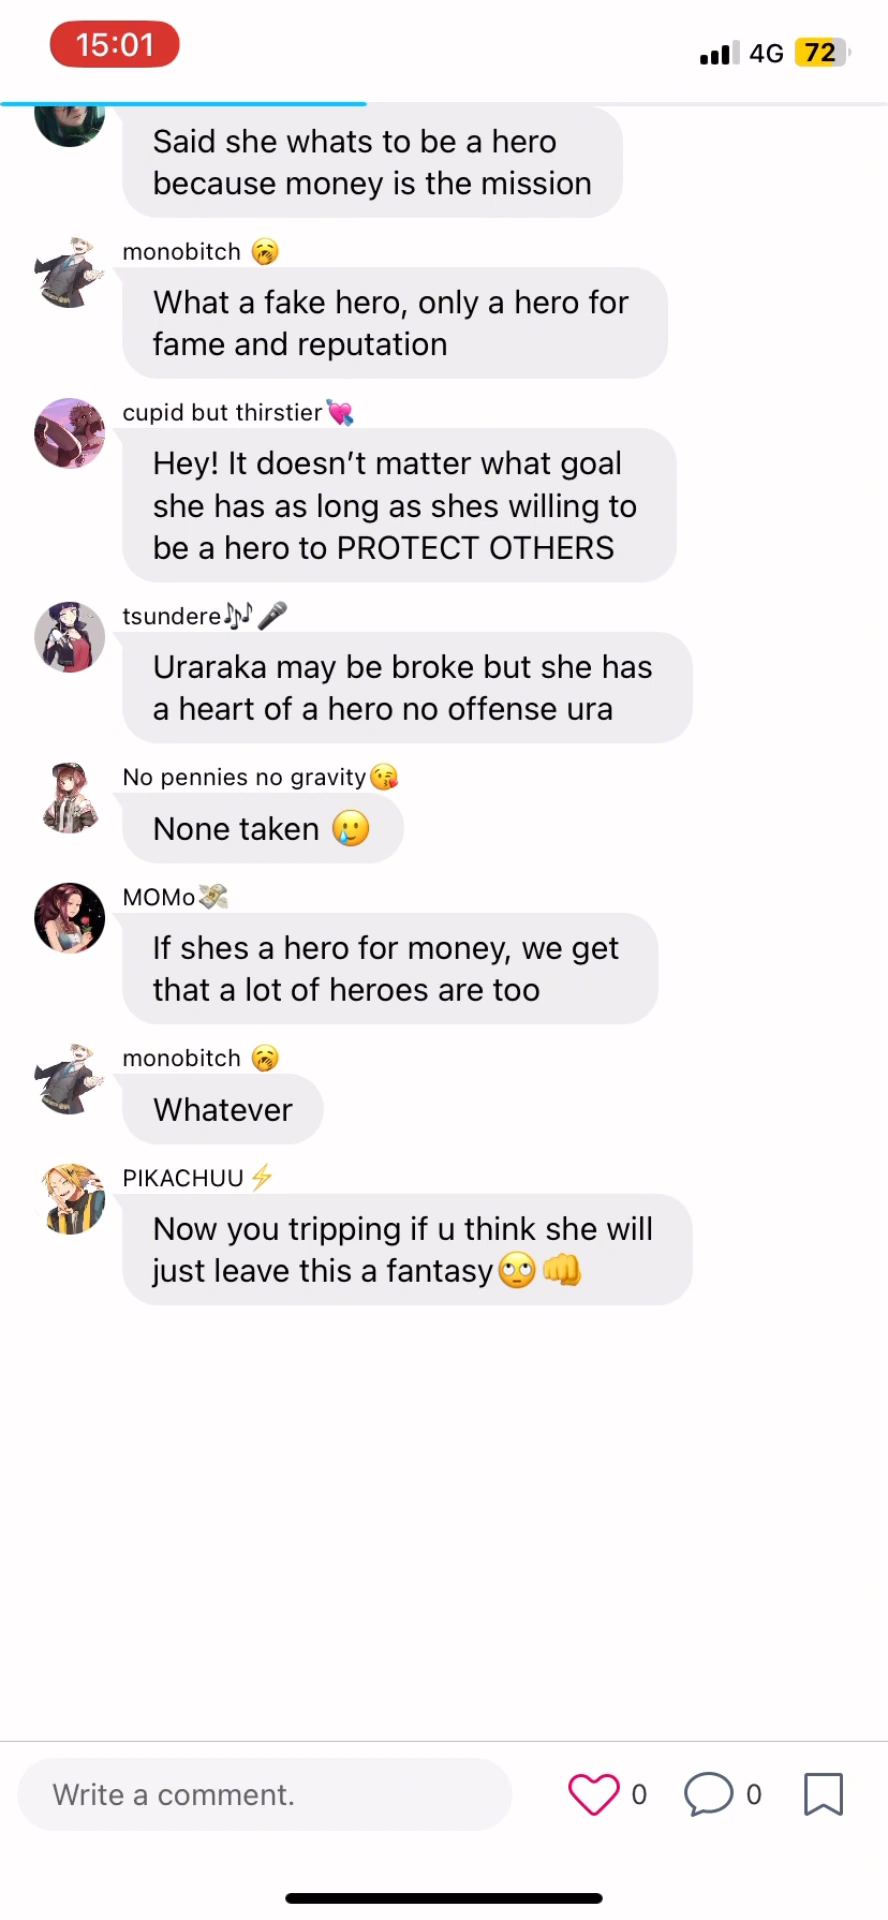 15:01
4G 72
Said she whats to be a hero
because money is the mission
monobitch 🥱
What a fake hero, only a hero for
fame and reputation
cupid but thirstier💘
Hey! It doesn’t matter what goal
she has as long as shes willing to
be a hero to PROTECT OTHERS
tsundere🎶🎤
Uraraka may be broke but she has
a heart of a hero no offense ura
No pennies no gravity😘
None taken 🥲
MOMo💸
If shes a hero for money, we get
that a lot of heroes are too
monobitch 🥱
Whatever
PIKACHUU⚡
Now you tripping if u think she will
just leave this a fantasy🙄👊
Write a comment.
0
0